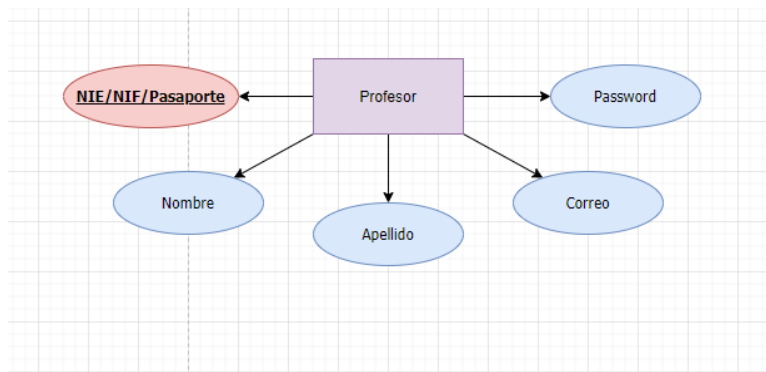 NIE/NIF/Pasaporte
Profesor
Password
Nombre
Apellido
Correo